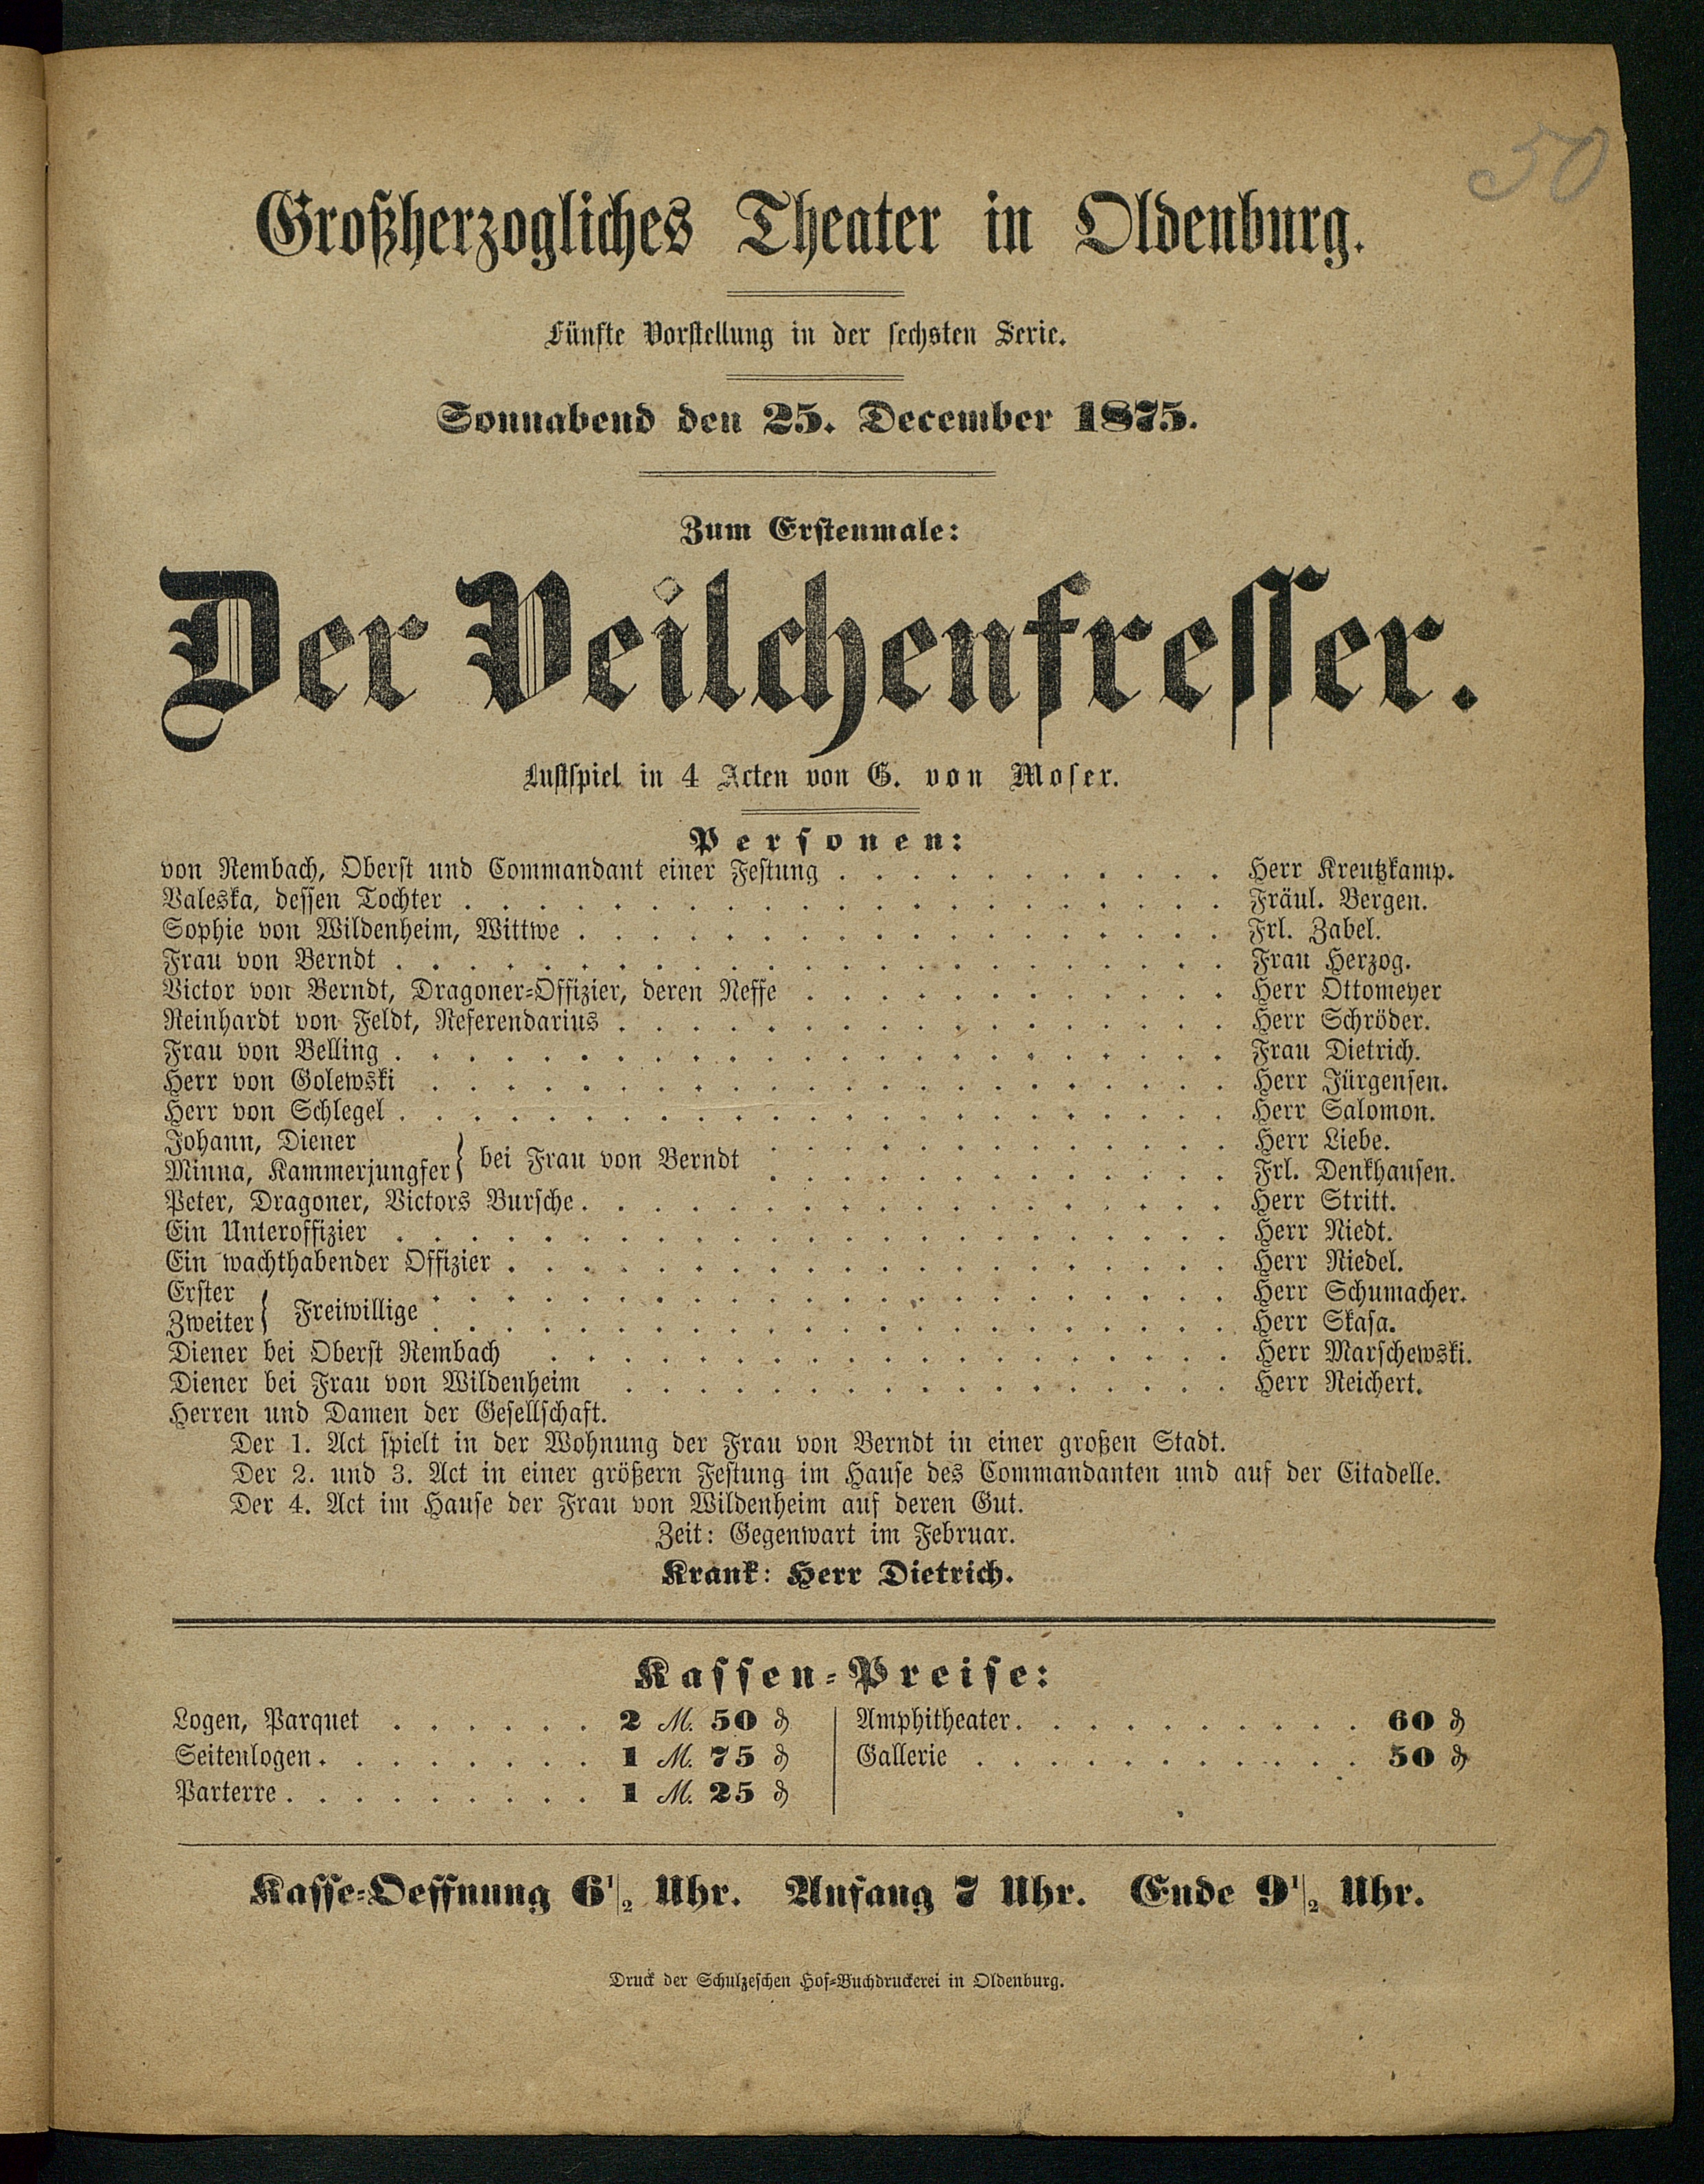 50
Großherzogliches Theater in Oldenburg.
Fünfte Vorstellung in der sechsten Serie.
Sonnabend den 25. December 1875.
Zum Erstenmale:
Der Veilchenfresser.
Lustspiel in 4 Acten von G. von Moser.
Personen:
von Rembach, Oberst und Commandant einer Festung . . . . . . . . . . . Herr Kreutzkamp.
Valeska, dessen Tochter . . . . . . . . . . . . . . . . . . . . . Fräul. Bergen.
Sophie von Wildenheim, Wittwe . . . . . . . . . . . . . . . . . . Frl. Zabel.
Frau von Berndt . . . . . . . . . . . . . . . . . . . . . . . Frau Herzog.
Victor von Berndt, Dragoner-Offizier, deren Neffe . . . . . . . . . . . . Herr Ottomeyer
Reinhardt von Feldt, Referendarius . . . . . . . . . . . . . . . . . Herr Schröder.
Frau von Belling . . . . . . . . . . . . . . . . . . . . . . . Frau Dietrich.
Herr von Golewski . . . . . . . . . . . . . . . . . . . . . . Herr Jürgensen.
Herr von Schlegel . . . . . . . . . . . . . . . . . . . . . . . Herr Salomon.
Johann, Diener . . . . . . . . . . . . . Herr Liebe.
bei Frau von Berndt
Minna, Kammerjungfer . . . . . . . . . . . . . Frl. Denkhausen.
Peter, Dragoner, Victors Bursche . . . . . . . . . . . . . . . . . . Herr Stritt.
Ein Unteroffizier . . . . . . . . . . . . . . . . . . . . . . . Herr Riedt.
Ein wachthabender Offizier . . . . . . . . . . . . . . . . . . . . Herr Riedel.
Erster . . . . . . . . . . . . . . . . . . . . . . Herr Schumacher.
Freiwillige
Zweiter . . . . . . . . . . . . . . . . . . . . . . Herr Skasa.
Diener bei Oberst Rembach . . . . . . . . . . . . . . . . . . . Herr Marschewski.
Diener bei Frau von Wildenheim . . . . . . . . . . . . . . . . . Herr Reichert.
Herren und Damen der Gesellschaft.
Der 1. Act spielt in der Wohnung der Frau von Berndt in einer großen Stadt.
Der 2. und 3. Act in einer größern Festung im Hause des Commandanten und auf der Citadelle.
Der 4. Act im Hause der Frau von Wildenheim auf deren Gut.
Zeit: Gegenwart im Februar.
Krank: Herr Dietrich.
Kassen-Preise:
Logen, Parquet . . . . . . 2 M. 50 ₰
Seitenlogen . . . . . . . . 1 M. 75 ₰
Parterre . . . . . . . . . 1 M. 25 ₰
Amphitheater . . . . . . . . . . 60 ₰
Gallerie . . . . . . . . . . . 50 ₰
Kasse-Oeffnung 6½ Uhr. Anfang 7 Uhr. Ende 9½ Uhr.
Druck der Schulzeschen Hof-Buchdruckerei in Oldenburg.